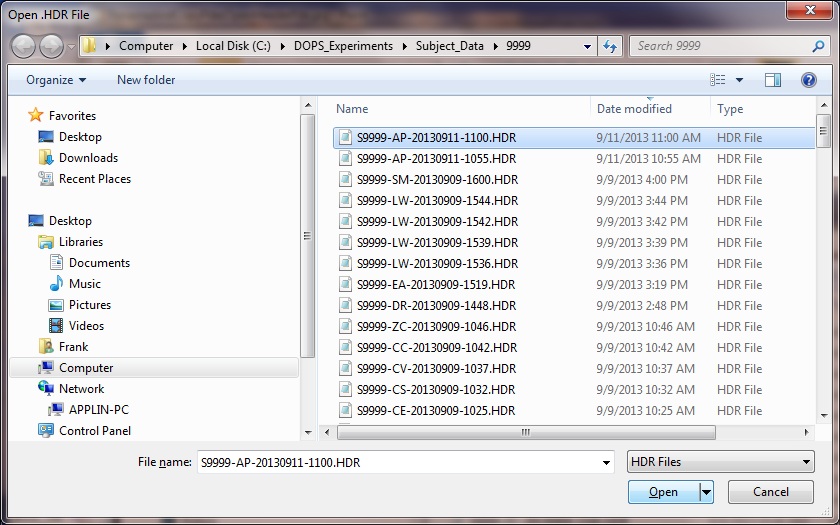 Open .HDR File
Computer Local Disk (C:) DOPS_Experiments Subject_Data 9999 Search 9999
Organize New folder
Favorites
Desktop
Downloads
Recent Places
Desktop
Libraries
Documents
Music
Pictures
Videos
Frank
Computer
Network
APPLIN-PC
Control Panel
Name Date modified Type
S9999-AP-20130911-1100.HDR 9/11/2013 11:00 AM HDR File
S9999-AP-20130911-1055.HDR 9/11/2013 10:55 AM HDR File
S9999-SM-20130909-1600.HDR 9/9/2013 4:00 PM HDR File
S9999-LW-20130909-1544.HDR 9/9/2013 3:44 PM HDR File
S9999-LW-20130909-1542.HDR 9/9/2013 3:42 PM HDR File
S9999-LW-20130909-1539.HDR 9/9/2013 3:39 PM HDR File
S9999-LW-20130909-1536.HDR 9/9/2013 3:36 PM HDR File
S9999-EA-20130909-1519.HDR 9/9/2013 3:19 PM HDR File
S9999-DR-20130909-1448.HDR 9/9/2013 2:48 PM HDR File
S9999-ZC-20130909-1046.HDR 9/9/2013 10:46 AM HDR File
S9999-CC-20130909-1042.HDR 9/9/2013 10:42 AM HDR File
S9999-CV-20130909-1037.HDR 9/9/2013 10:37 AM HDR File
S9999-CS-20130909-1032.HDR 9/9/2013 10:32 AM HDR File
S9999-CE-20130909-1025.HDR 9/9/2013 10:25 AM HDR File
File name: S9999-AP-20130911-1100.HDR HDR Files
Open Cancel